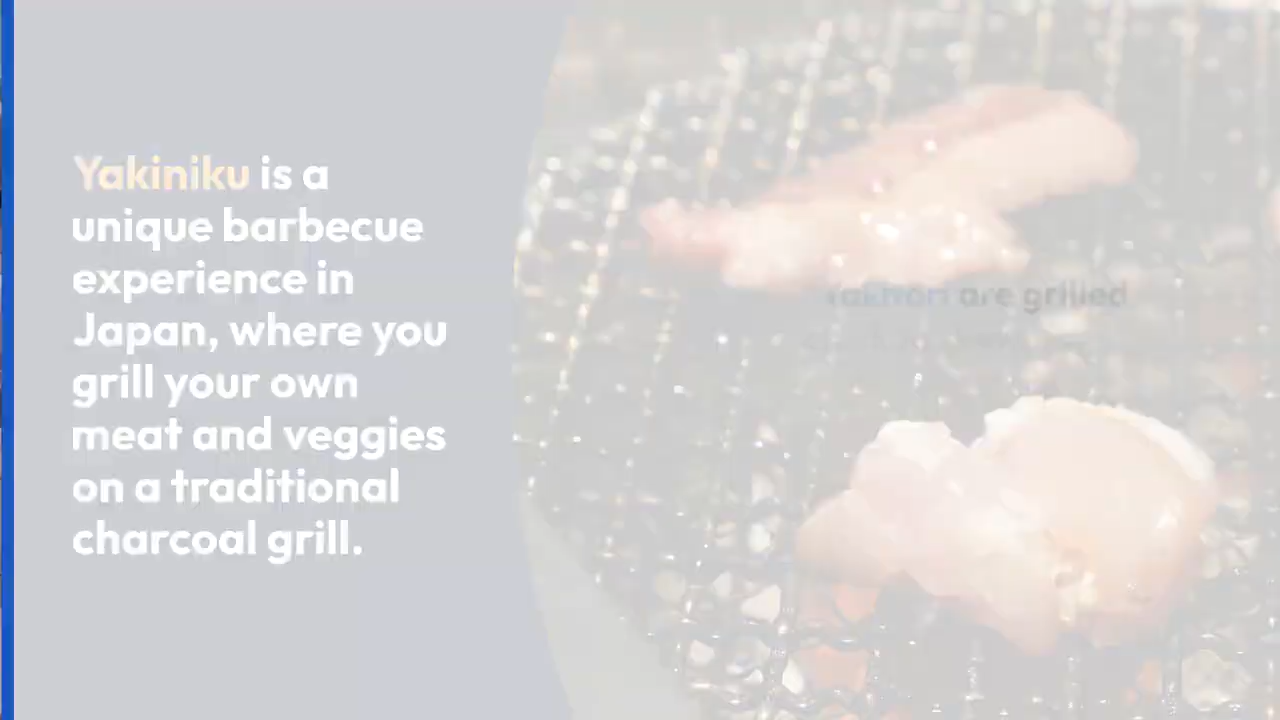 Yakiniku is a
unique barbecue
experience in
Japan, where you
grill your own
meat and veggies
on a traditional
charcoal grill.
are grilled